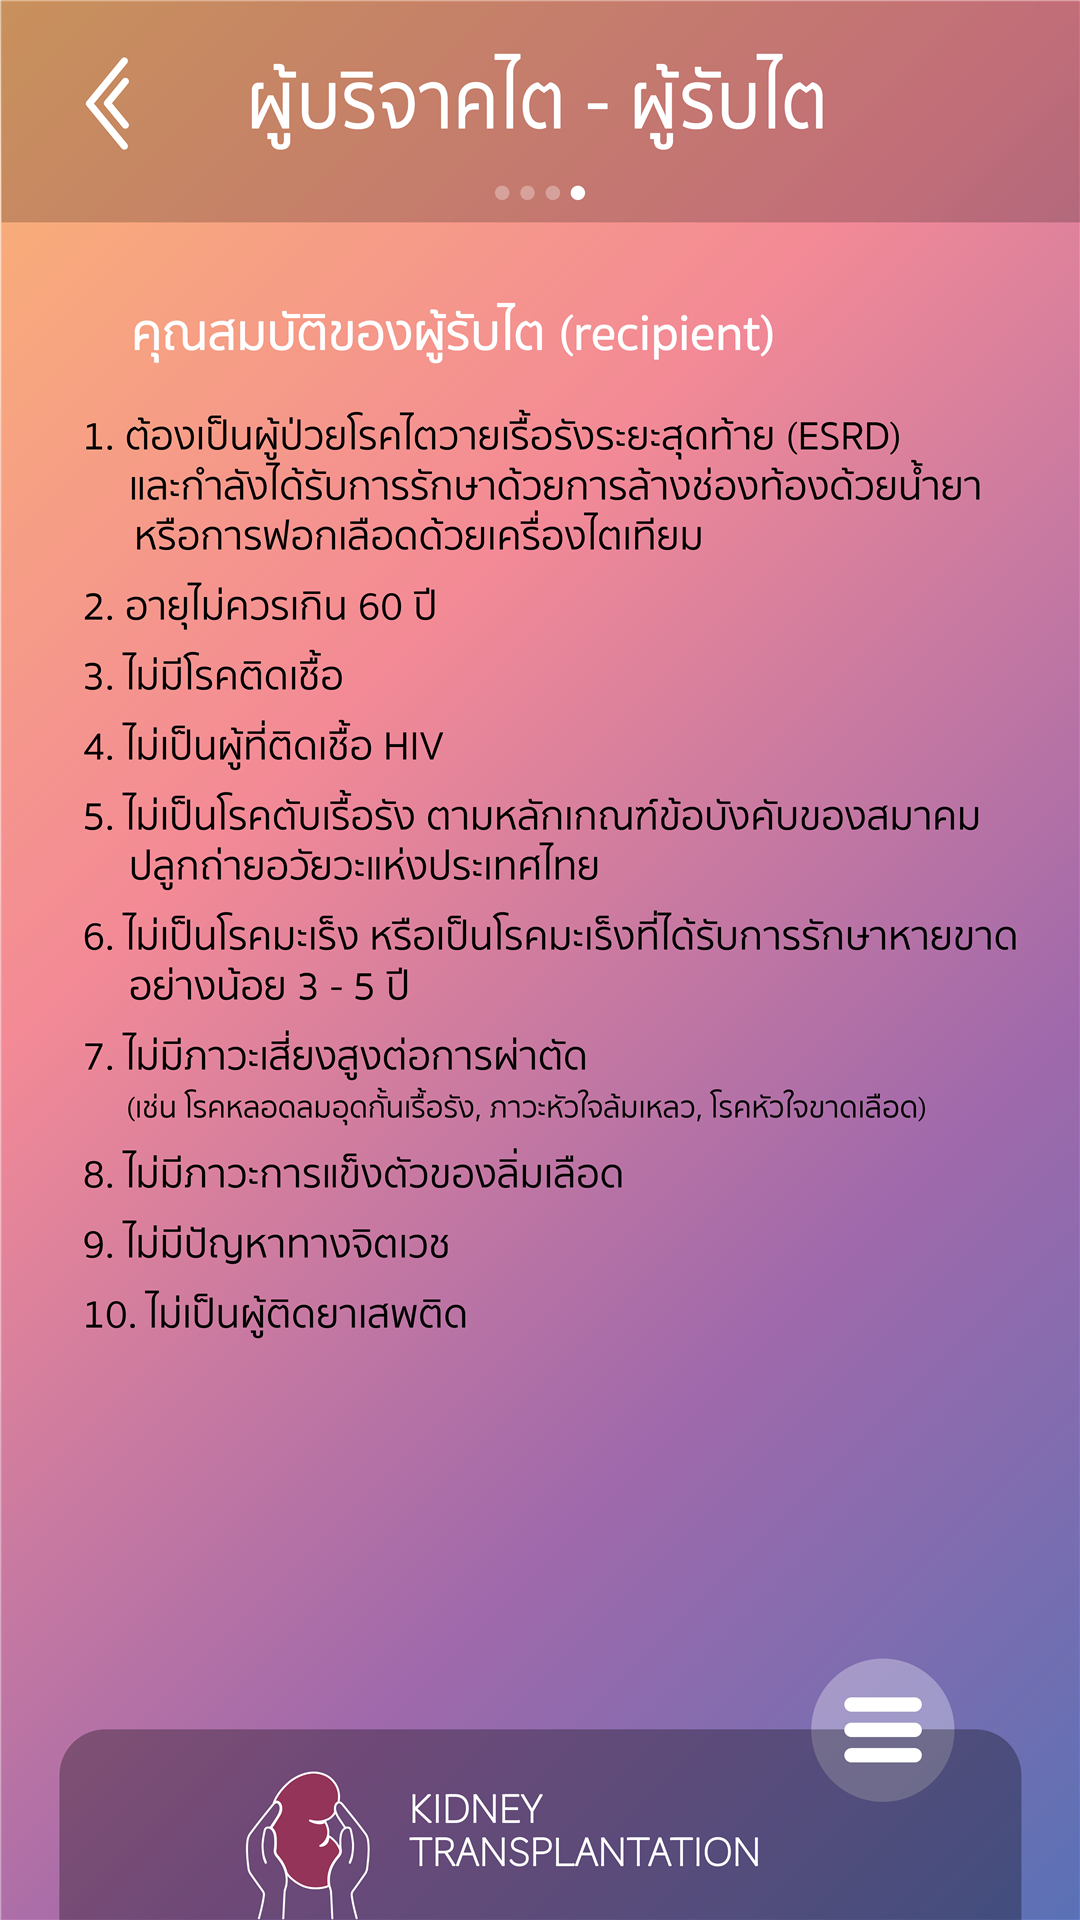 ผู้บริจาคไต - ผู้รับไต
คุณสมบัติของผู้รับไต (recipient)
1. ต้องเป็นผู้ป่วยโรคไตวายเรื้อรังระยะสุดท้าย (ESRD)
และกำลังได้รับการรักษาด้วยการล้างช่องท้องด้วยน้ำยา
หรือการฟอกเลือดด้วยเครื่องไตเทียม
2. อายุไม่ควรเกิน 60 ปี
3. ไม่มีโรคติดเชื้อ
4. ไม่เป็นผู้ที่ติดเชื้อ HIV
5. ไม่เป็นโรคตับเรื้อรัง ตามหลักเกณฑ์ข้อบังคับของสมาคม
ปลูกถ่ายอวัยวะแห่งประเทศไทย
6. ไม่เป็นโรคมะเร็ง หรือเป็นโรคมะเร็งที่ได้รับการรักษาหายขาด
อย่างน้อย 3 - 5 ปี
7. ไม่มีภาวะเสี่ยงสูงต่อการผ่าตัด
(เช่น โรคหลอดลมอุดกั้นเรื้อรัง, ภาวะหัวใจล้มเหลว, โรคหัวใจขาดเลือด)
8. ไม่มีภาวะการแข็งตัวของลิ่มเลือด
9. ไม่มีปัญหาทางจิตเวช
10. ไม่เป็นผู้ติดยาเสพติด
KIDNEY
TRANSPLANTATION